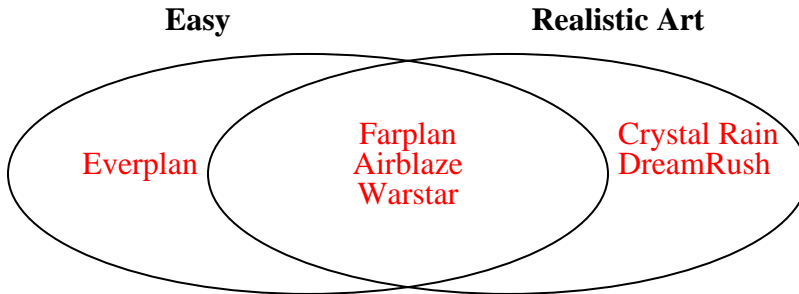 Easy
Realistic Art
Everplan
Farplan
Airblaze
Warstar
Crystal Rain
DreamRush